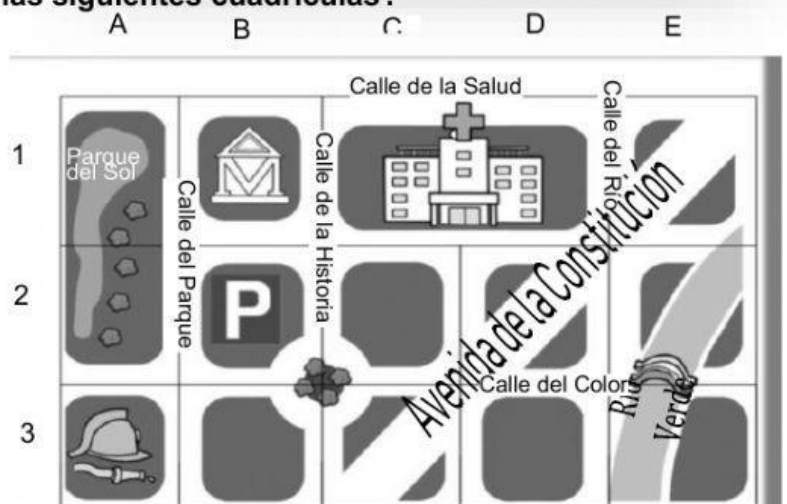 las siguientes cuadrículas?
A B C D E
Calle de la Salud
1
Parque
del Sol
Calle del Parque
Calle de la Historia
Calle del Río
Avenida de la Constitución
2
P
Calle del Colors
Río
Verde
3